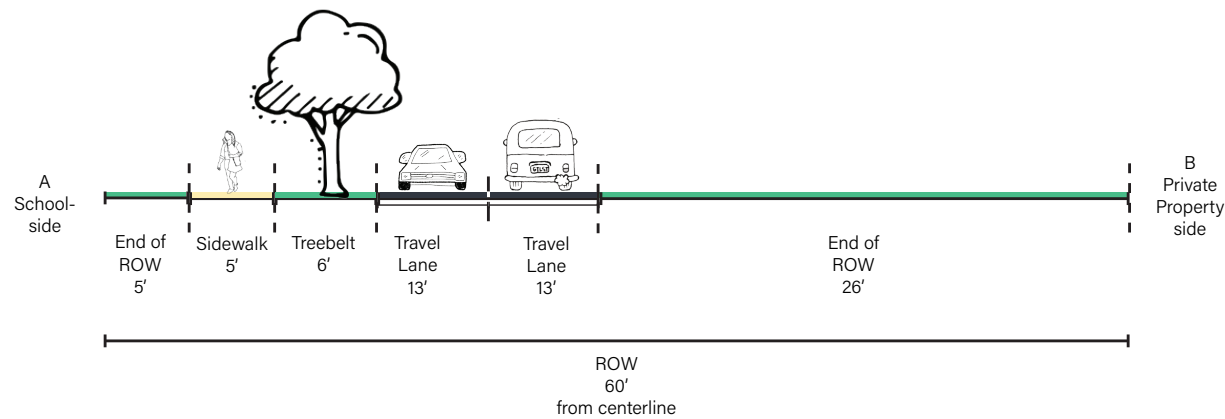 A
School-
side
B
Private
Property
side
End of
ROW
5’
Sidewalk
5’
Treebelt
6’
Travel
Lane
13’
Travel
Lane
13’
End of
ROW
26’
ROW
60’
from centerline